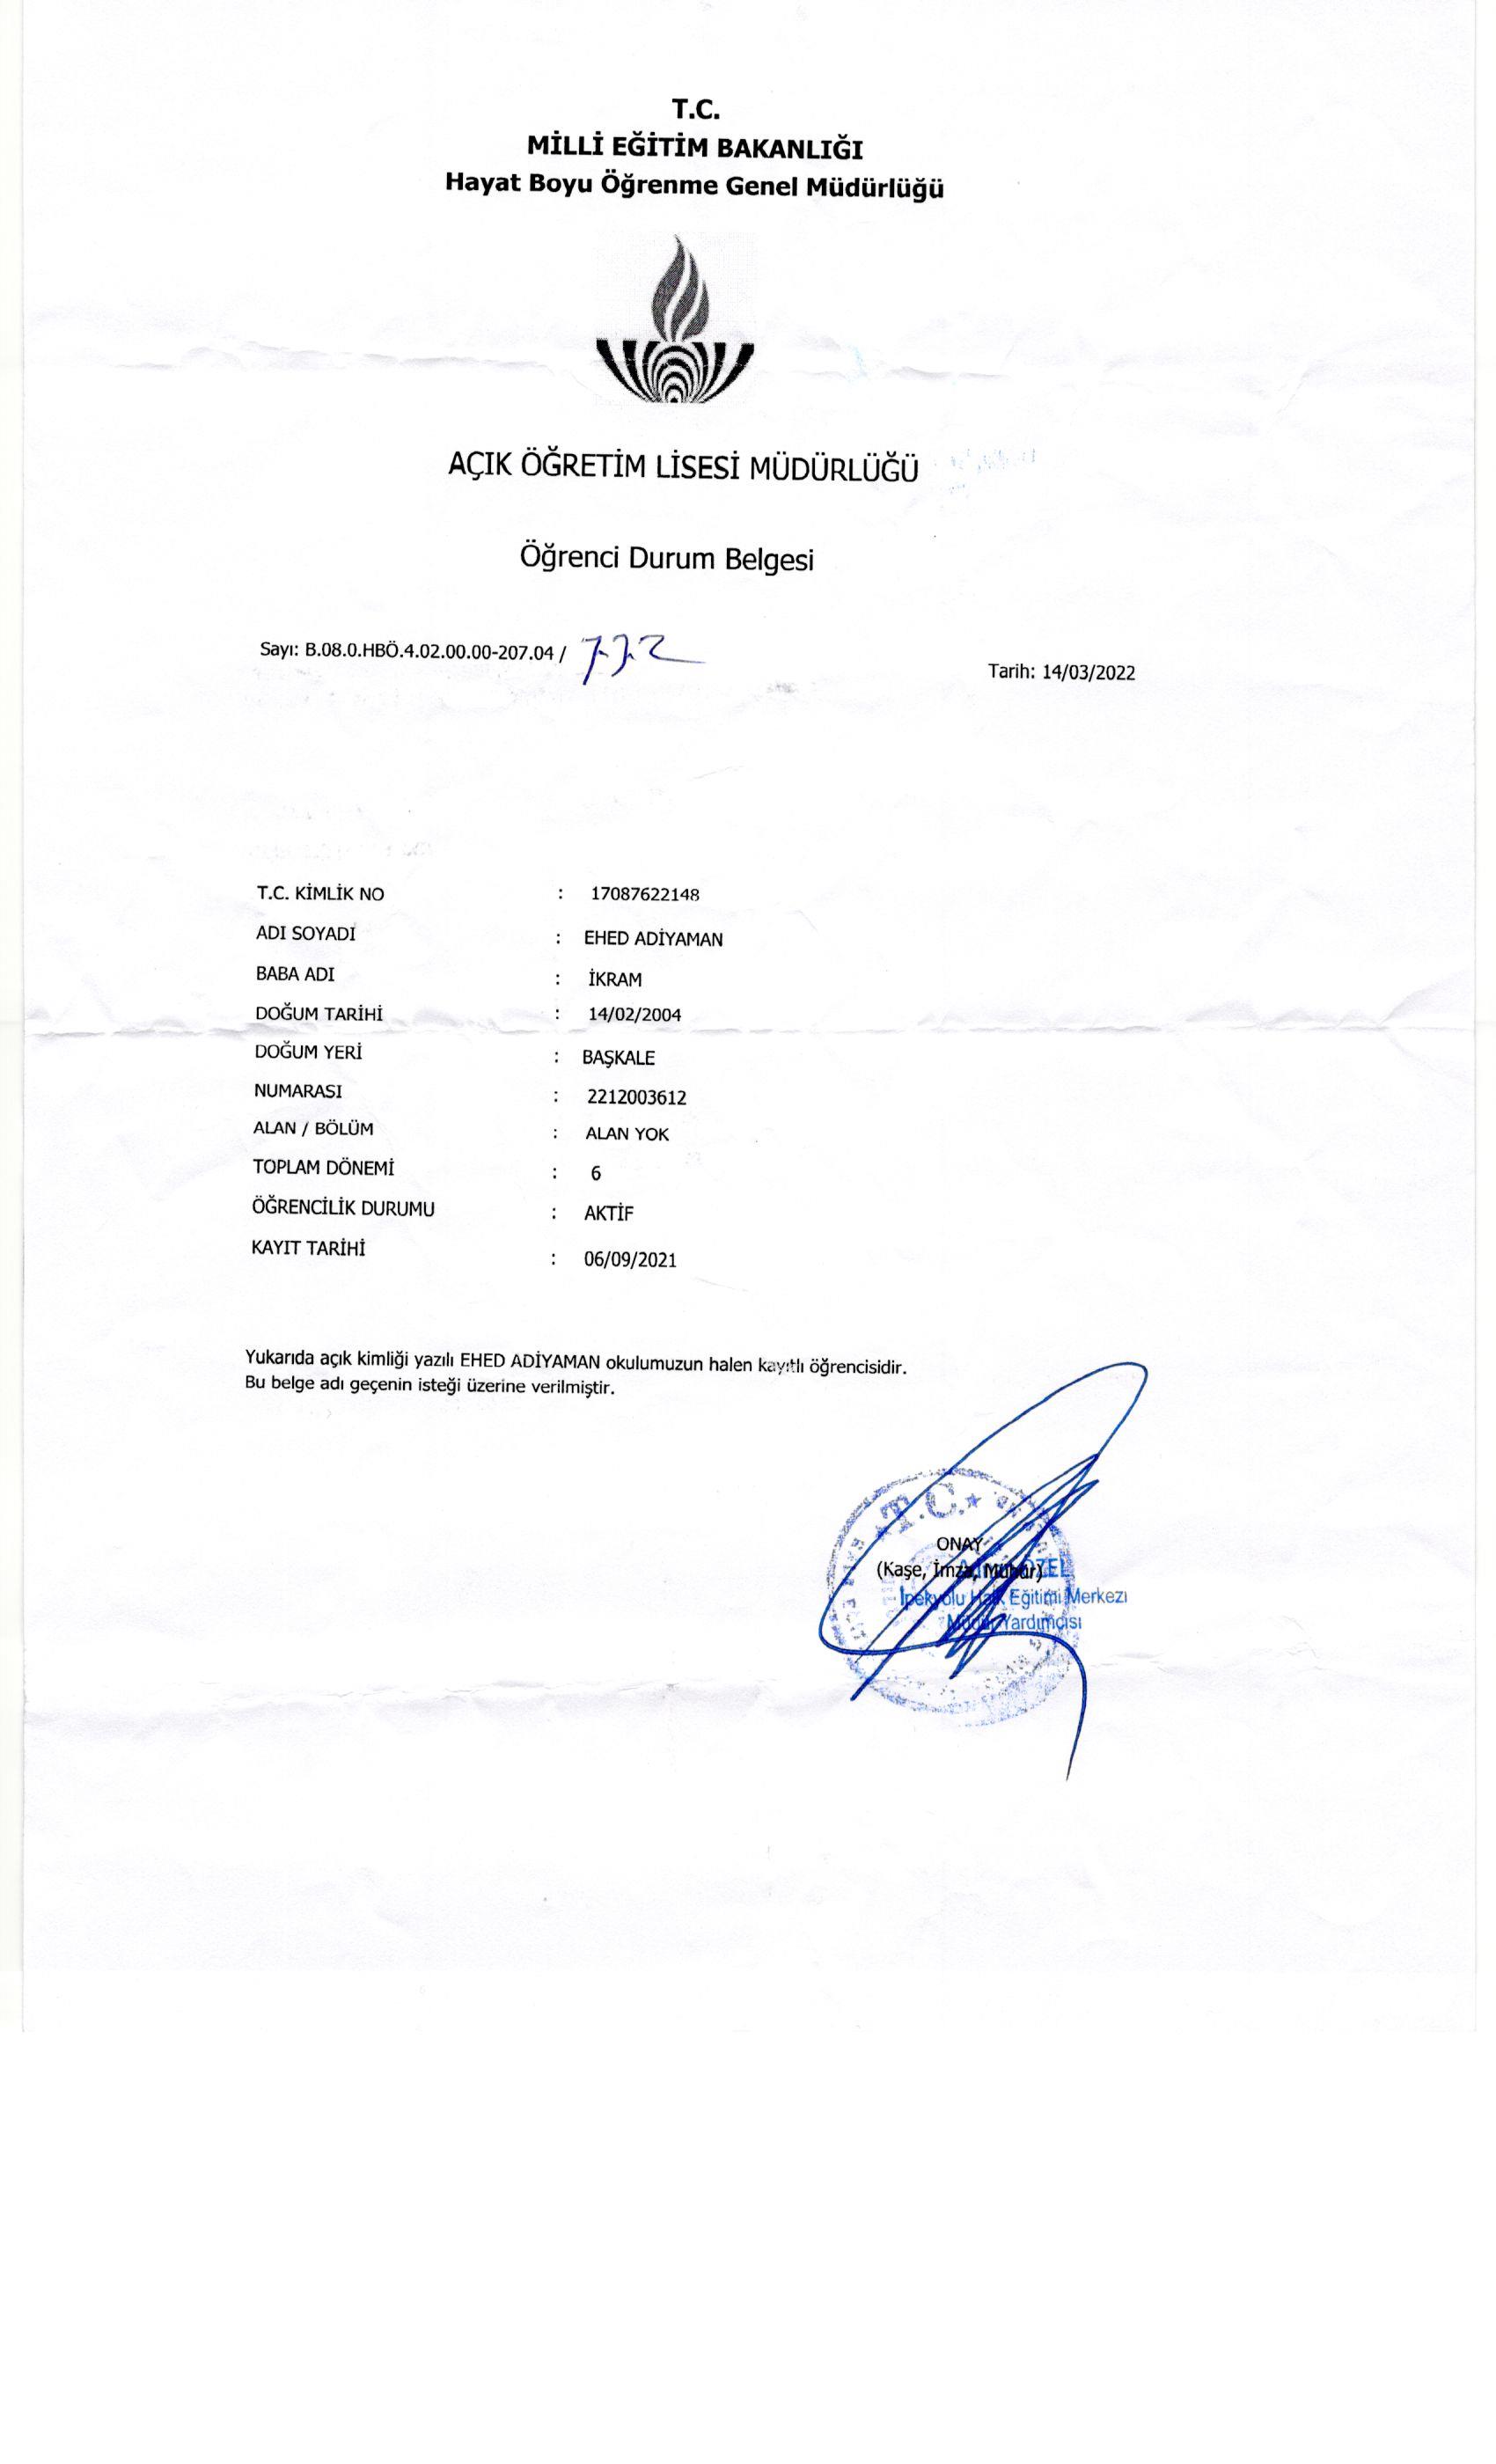 T.C.
MİLLİ EĞİTİM BAKANLIĞI
Hayat Boyu Öğrenme Genel Müdürlüğü
AÇIK ÖĞRETİM LİSESİ MÜDÜRLÜĞÜ
Öğrenci Durum Belgesi
Sayı: B.08.0.HBÖ.4.02.00.00-207.04 /
Tarih: 14/03/2022
T.C. KİMLİK NO : 17087622148
ADI SOYADI : EHED ADİYAMAN
BABA ADI : İKRAM
DOĞUM TARİHİ : 14/02/2004
DOĞUM YERİ : BAŞKALE
NUMARASI : 2212003612
ALAN / BÖLÜM : ALAN YOK
TOPLAM DÖNEMİ : 6
ÖĞRENCİLİK DURUMU : AKTİF
KAYIT TARİHİ : 06/09/2021
Yukarıda açık kimliği yazılı EHED ADİYAMAN okulumuzun halen kayıtlı öğrencisidir.
Bu belge adı geçenin isteği üzerine verilmiştir.
T.C.
ONAY
(Kaşe, İmza, Mühür)
ÖZEL
İpekyolu Halk Eğitimi Merkezi
Müdür Yardımcısı